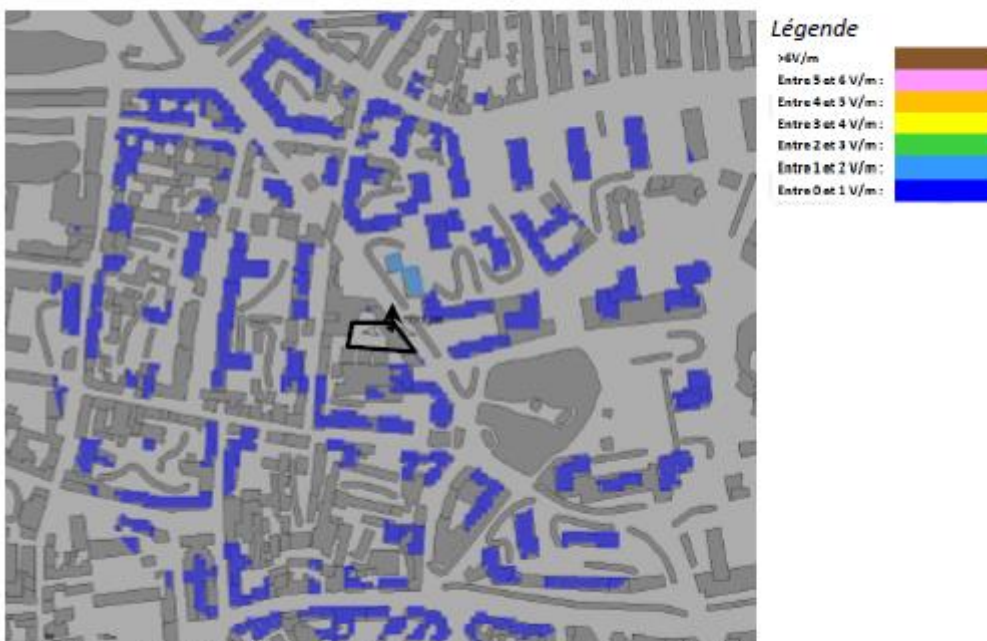 Légende
>6V/m
Entre 5 et 6 V/m :
Entre 4 et 5 V/m :
Entre 3 et 4 V/m :
Entre 2 et 3 V/m :
Entre 1 et 2 V/m :
Entre 0 et 1 V/m :